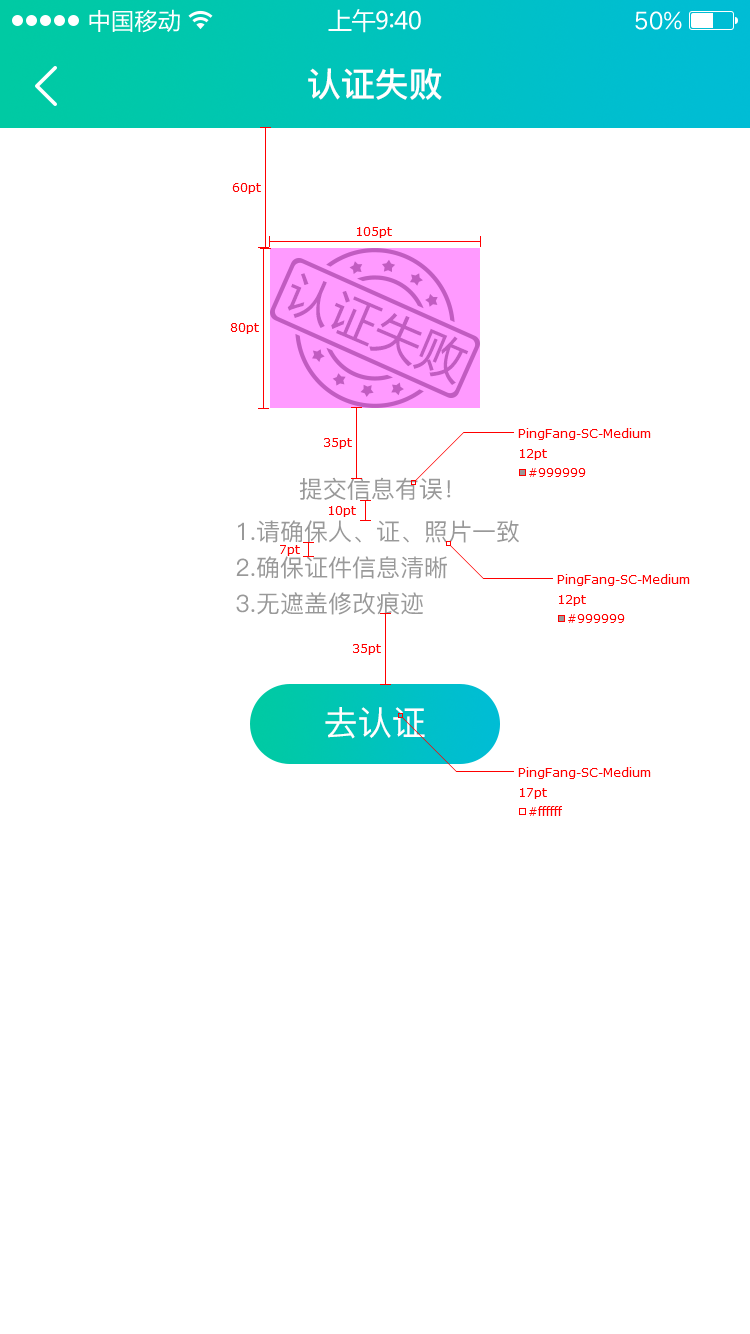 中国移动 上午9:40 50%
认证失败
60pt
105pt
认证失败
80pt
35pt
PingFang-SC-Medium
12pt
#999999
提交信息有误!
10pt
1.请确保人、证、照片一致
7pt
2.确保证件信息清晰
PingFang-SC-Medium
12pt
#999999
3.无遮盖修改痕迹
35pt
去认证
PingFang-SC-Medium
17pt
#ffffff